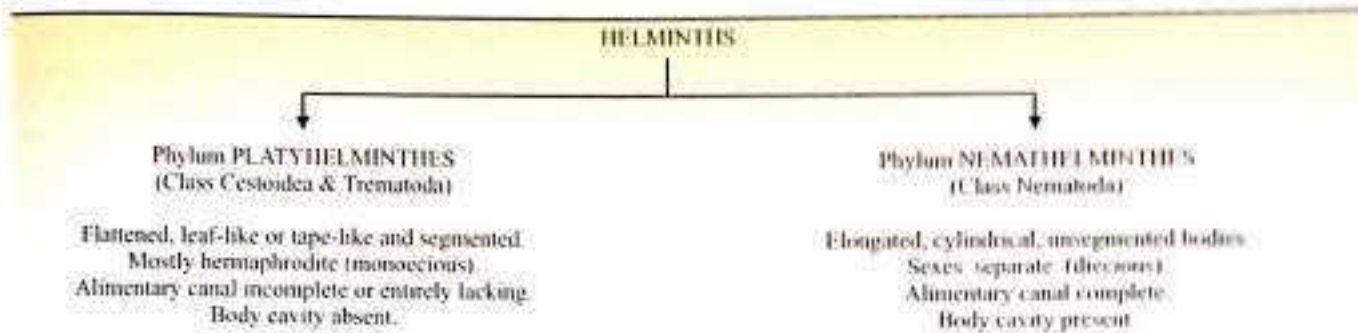 HELMINTHS
Phylum PLATYHELMINTHES
(Class Cestoidea & Trematoda)
Flattened, leaf-like or tape-like and segmented.
Mostly hermaphrodite (monoecious)
Alimentary canal incomplete or entirely lacking.
Body cavity absent.
Phylum NEMATHELMINTHES
(Class Nematoda)
Elongated, cylindrical, unsegmented bodies
Sexes separate (diecious)
Alimentary canal complete.
Body cavity present